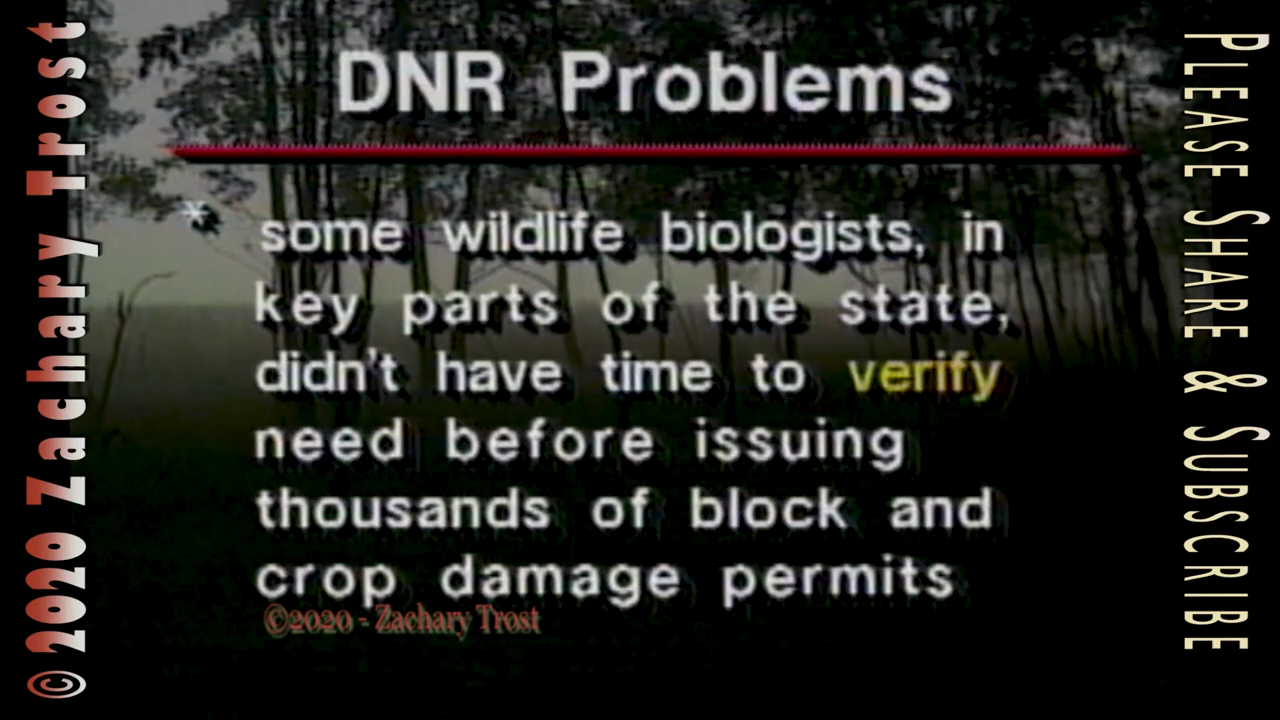 © 2020 Zachary Trost
DNR Problems
some wildlife biologists, in
key parts of the state,
didn't have time to verify
need before issuing
thousands of block and
crop damage permits
©2020 - Zachary Trost
PLEASE SHARE & SUBSCRIBE